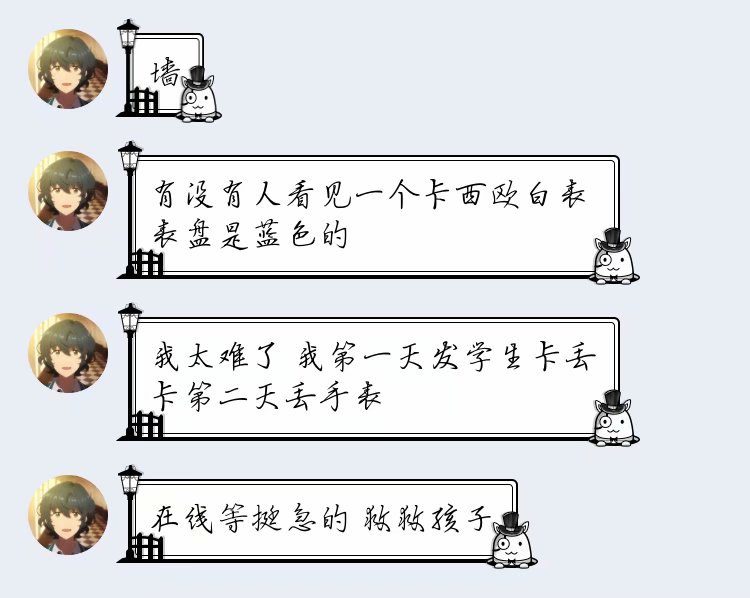 墙
有没有人看见一个卡西欧白表
表盘是蓝色的
我太难了 我第一天发学生卡丢
卡第二天丢手表
在线等挺急的 救救孩子